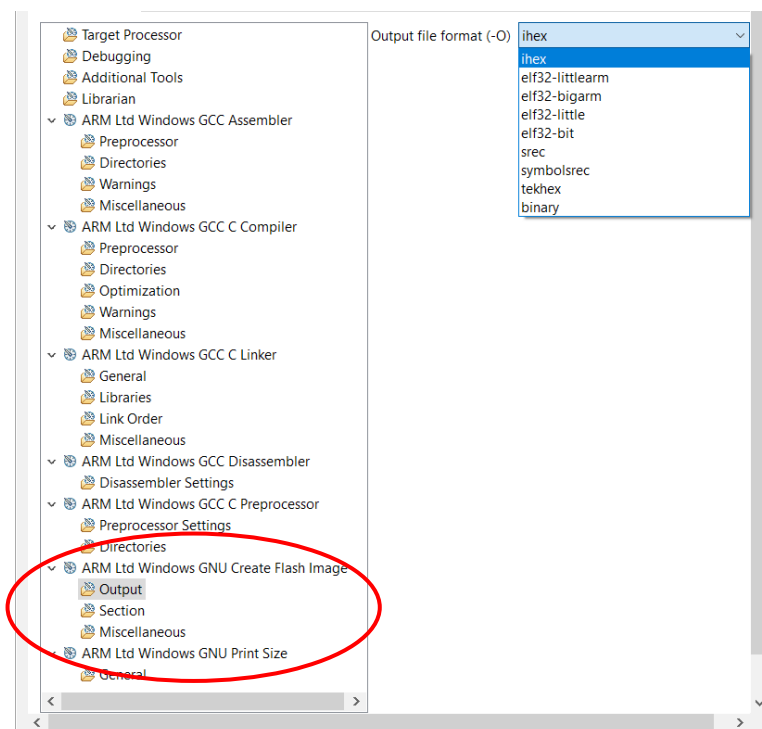 Target Processor
Debugging
Additional Tools
Librarian
ARM Ltd Windows GCC Assembler
Preprocessor
Directories
Warnings
Miscellaneous
ARM Ltd Windows GCC C Compiler
Preprocessor
Directories
Optimization
Warnings
Miscellaneous
ARM Ltd Windows GCC C Linker
General
Libraries
Link Order
Miscellaneous
ARM Ltd Windows GCC Disassembler
Disassembler Settings
ARM Ltd Windows GCC C Preprocessor
Preprocessor Settings
Directories
ARM Ltd Windows GNU Create Flash Image
Output
Section
Miscellaneous
ARM Ltd Windows GNU Print Size
General
Output file format (-O) ihex
ihex
elf32-littlearm
elf32-bigarm
elf32-little
elf32-bit
srec
symbolsrec
tekhex
binary